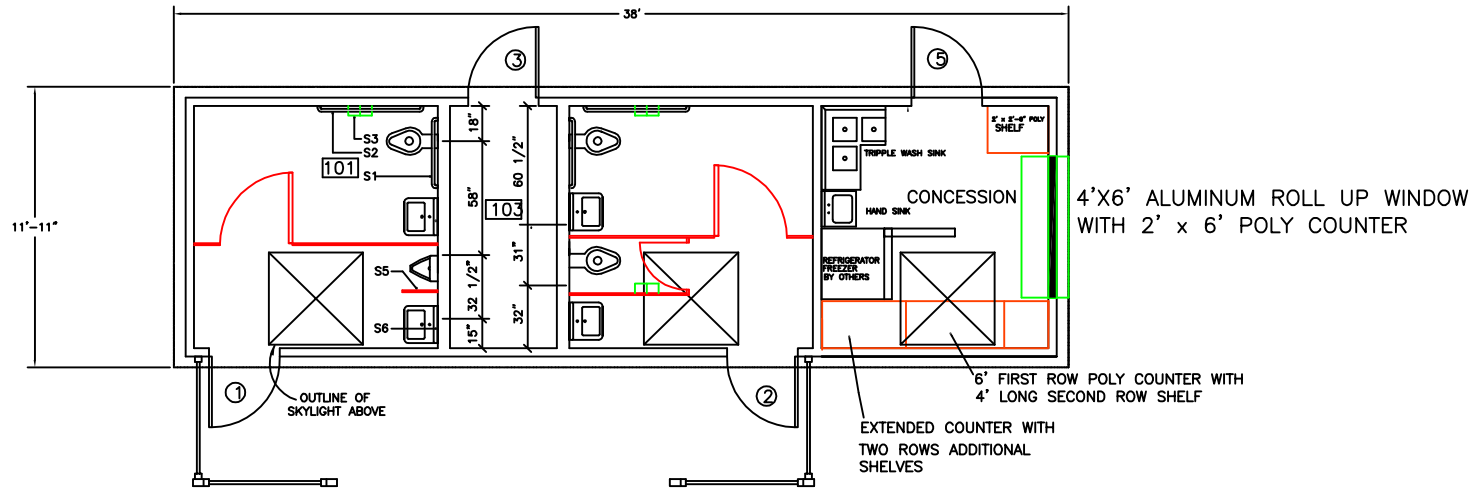 38'
3
5
11'-11"
S3
S2
101
S1
18"
58"
32 1/2"
15"
60 1/2"
103
31"
32"
S5
S6
TRIPPLE WASH SINK
2' x 2'-6" POLY
SHELF
CONCESSION
HAND SINK
REFRIGERATOR
FREEZER
BY OTHERS
4'X6' ALUMINUM ROLL UP WINDOW
WITH 2' x 6' POLY COUNTER
1
2
OUTLINE OF
SKYLIGHT ABOVE
6' FIRST ROW POLY COUNTER WITH
4' LONG SECOND ROW SHELF
EXTENDED COUNTER WITH
TWO ROWS ADDITIONAL
SHELVES